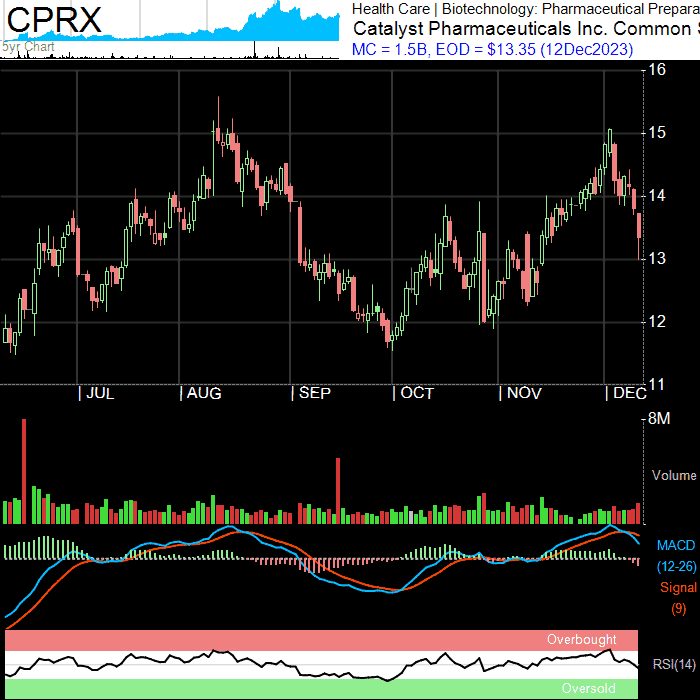 CPRX
5yr Chart
Health Care | Biotechnology: Pharmaceutical Prepara
Catalyst Pharmaceuticals Inc. Common S
MC = 1.5B, EOD = $13.35 (12Dec2023)
16
15
14
13
12
11
| JUL | AUG | SEP | OCT | NOV | DEC
8M
Volume
MACD
(12-26)
Signal
(9)
Overbought
RSI(14)
Oversold